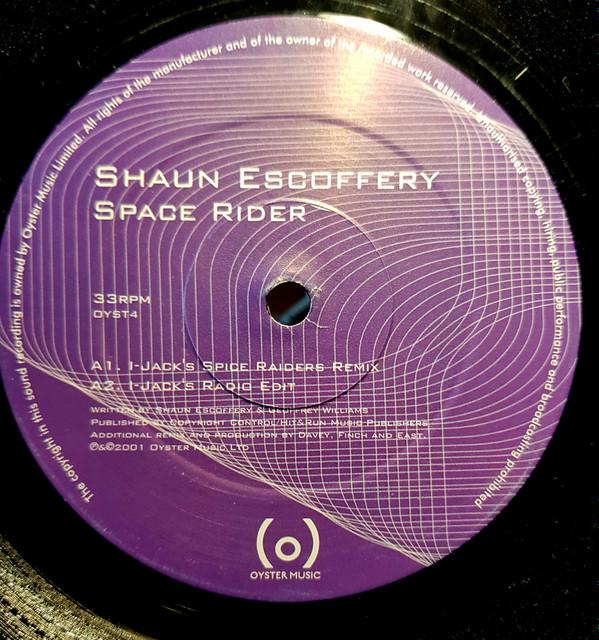 The copyright in this sound recording is owned by Oyster Music Limited. All rights of the manufacturer and of the owner of the recorded work reserved. Unauthorised copying, hiring, public performance and broadcasting prohibited
SHAUN ESCOFFERY
SPACE RIDER
33RPM
OYST4
A1. I-JACK'S SPICE RAIDERS REMIX
A2. I-JACK'S RADIO EDIT
WRITTEN BY SHAUN ESCOFFERY & WILLIAMS
PUBLISHED BY COPYRIGHT CONTROL/HIT&RUN MUSIC PUBLISHERS
ADDITIONAL REMIX AND PRODUCTION BY DAVEY, FINCH AND EAST.
℗&©2001 OYSTER MUSIC LTD
(o)
OYSTER MUSIC